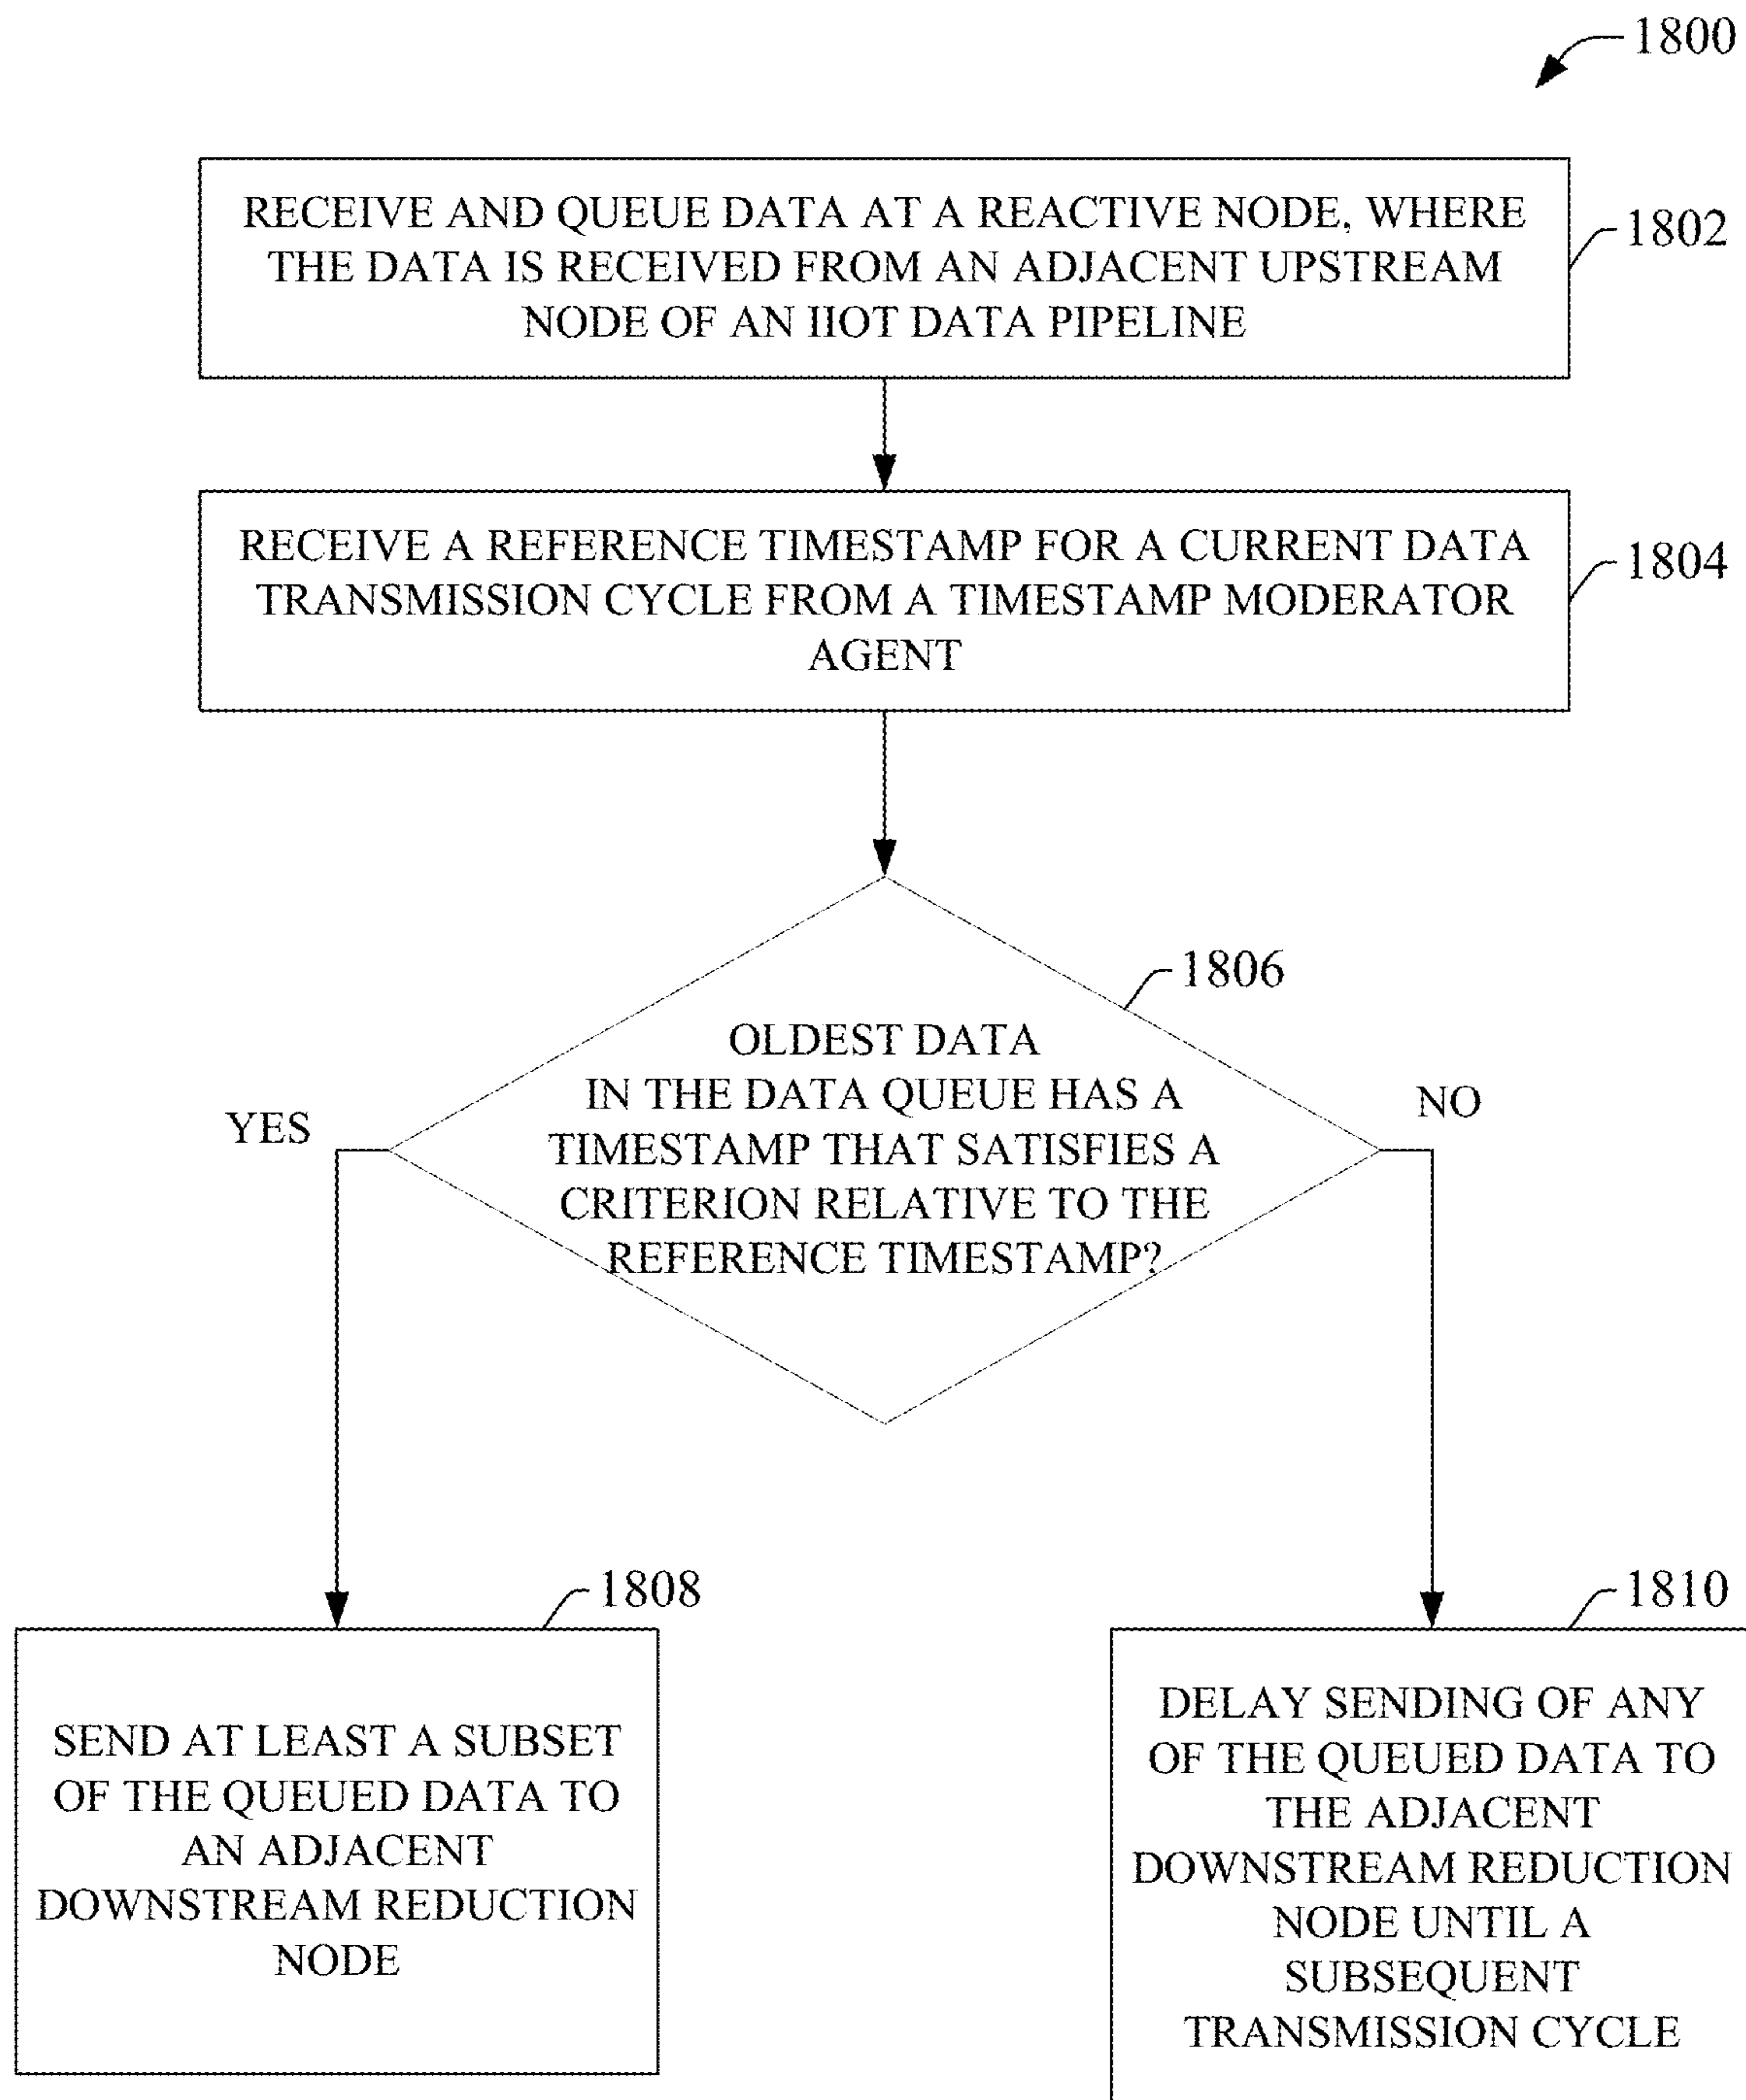 1800
RECEIVE AND QUEUE DATA AT A REACTIVE NODE, WHERE
THE DATA IS RECEIVED FROM AN ADJACENT UPSTREAM
NODE OF AN IIOT DATA PIPELINE
1802
RECEIVE A REFERENCE TIMESTAMP FOR A CURRENT DATA
TRANSMISSION CYCLE FROM A TIMESTAMP MODERATOR
AGENT
1804
1806
OLDEST DATA
IN THE DATA QUEUE HAS A
TIMESTAMP THAT SATISFIES A
CRITERION RELATIVE TO THE
REFERENCE TIMESTAMP?
YES
NO
1808
SEND AT LEAST A SUBSET
OF THE QUEUED DATA TO
AN ADJACENT
DOWNSTREAM REDUCTION
NODE
1810
DELAY SENDING OF ANY
OF THE QUEUED DATA TO
THE ADJACENT
DOWNSTREAM REDUCTION
NODE UNTIL A
SUBSEQUENT
TRANSMISSION CYCLE